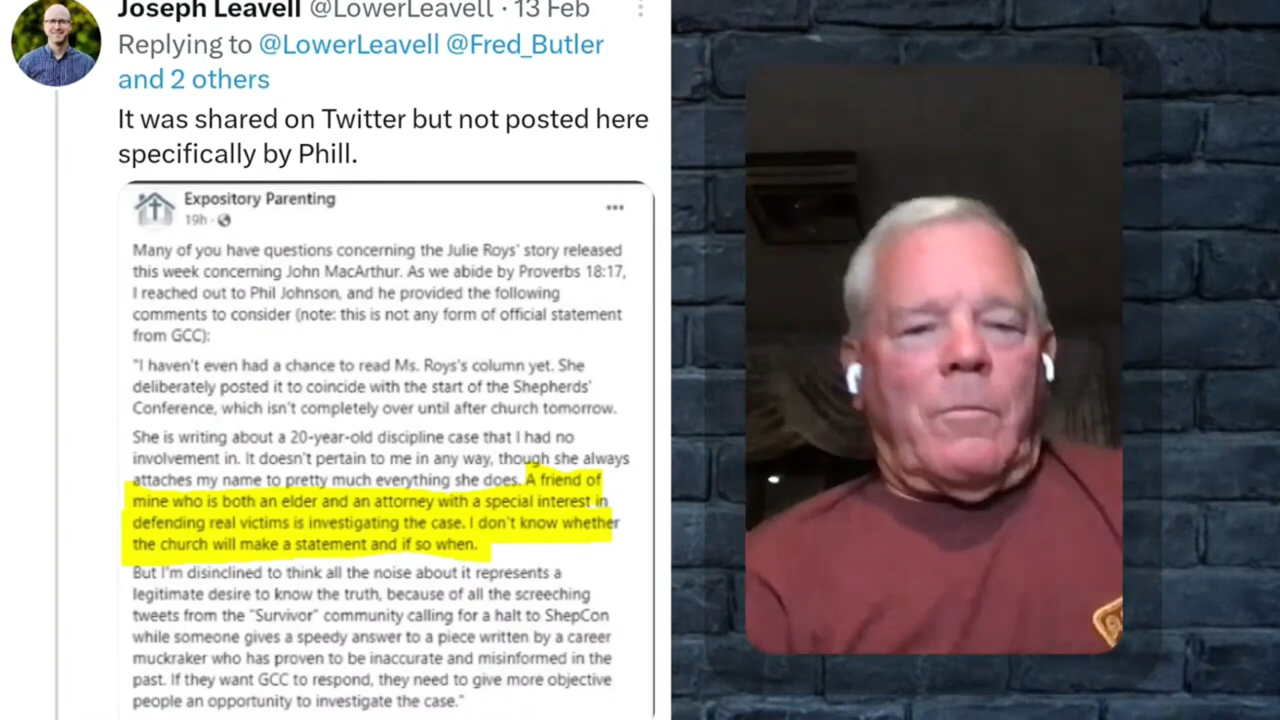 Joseph Leavell @LowerLeavell · 13 Feb
Replying to @LowerLeavell @Fred_Butler
and 2 others
It was shared on Twitter but not posted here
specifically by Phill.
Expository Parenting
19h ·
Many of you have questions concerning the Julie Roys' story released
this week concerning John MacArthur. As we abide by Proverbs 18:17,
I reached out to Phil Johnson, and he provided the following
comments to consider (note: this is not any form of official statement
from GCC):
"I haven't even had a chance to read Ms. Roys's column yet. She
deliberately posted it to coincide with the start of the Shepherds'
Conference, which isn't completely over until after church tomorrow.
She is writing about a 20-year-old discipline case that I had no
involvement in. It doesn't pertain to me in any way, though she always
attaches my name to pretty much everything she does. A friend of
mine who is both an elder and an attorney with a special interest in
defending real victims is investigating the case. I don't know whether
the church will make a statement and if so when.
But I'm disinclined to think all the noise about it represents a
legitimate desire to know the truth, because of all the screeching
tweets from the "Survivor" community calling for a halt to ShepCon
while someone gives a speedy answer to a piece written by a career
muckraker who has proven to be inaccurate and misinformed in the
past. If they want GCC to respond, they need to give more objective
people an opportunity to investigate the case."